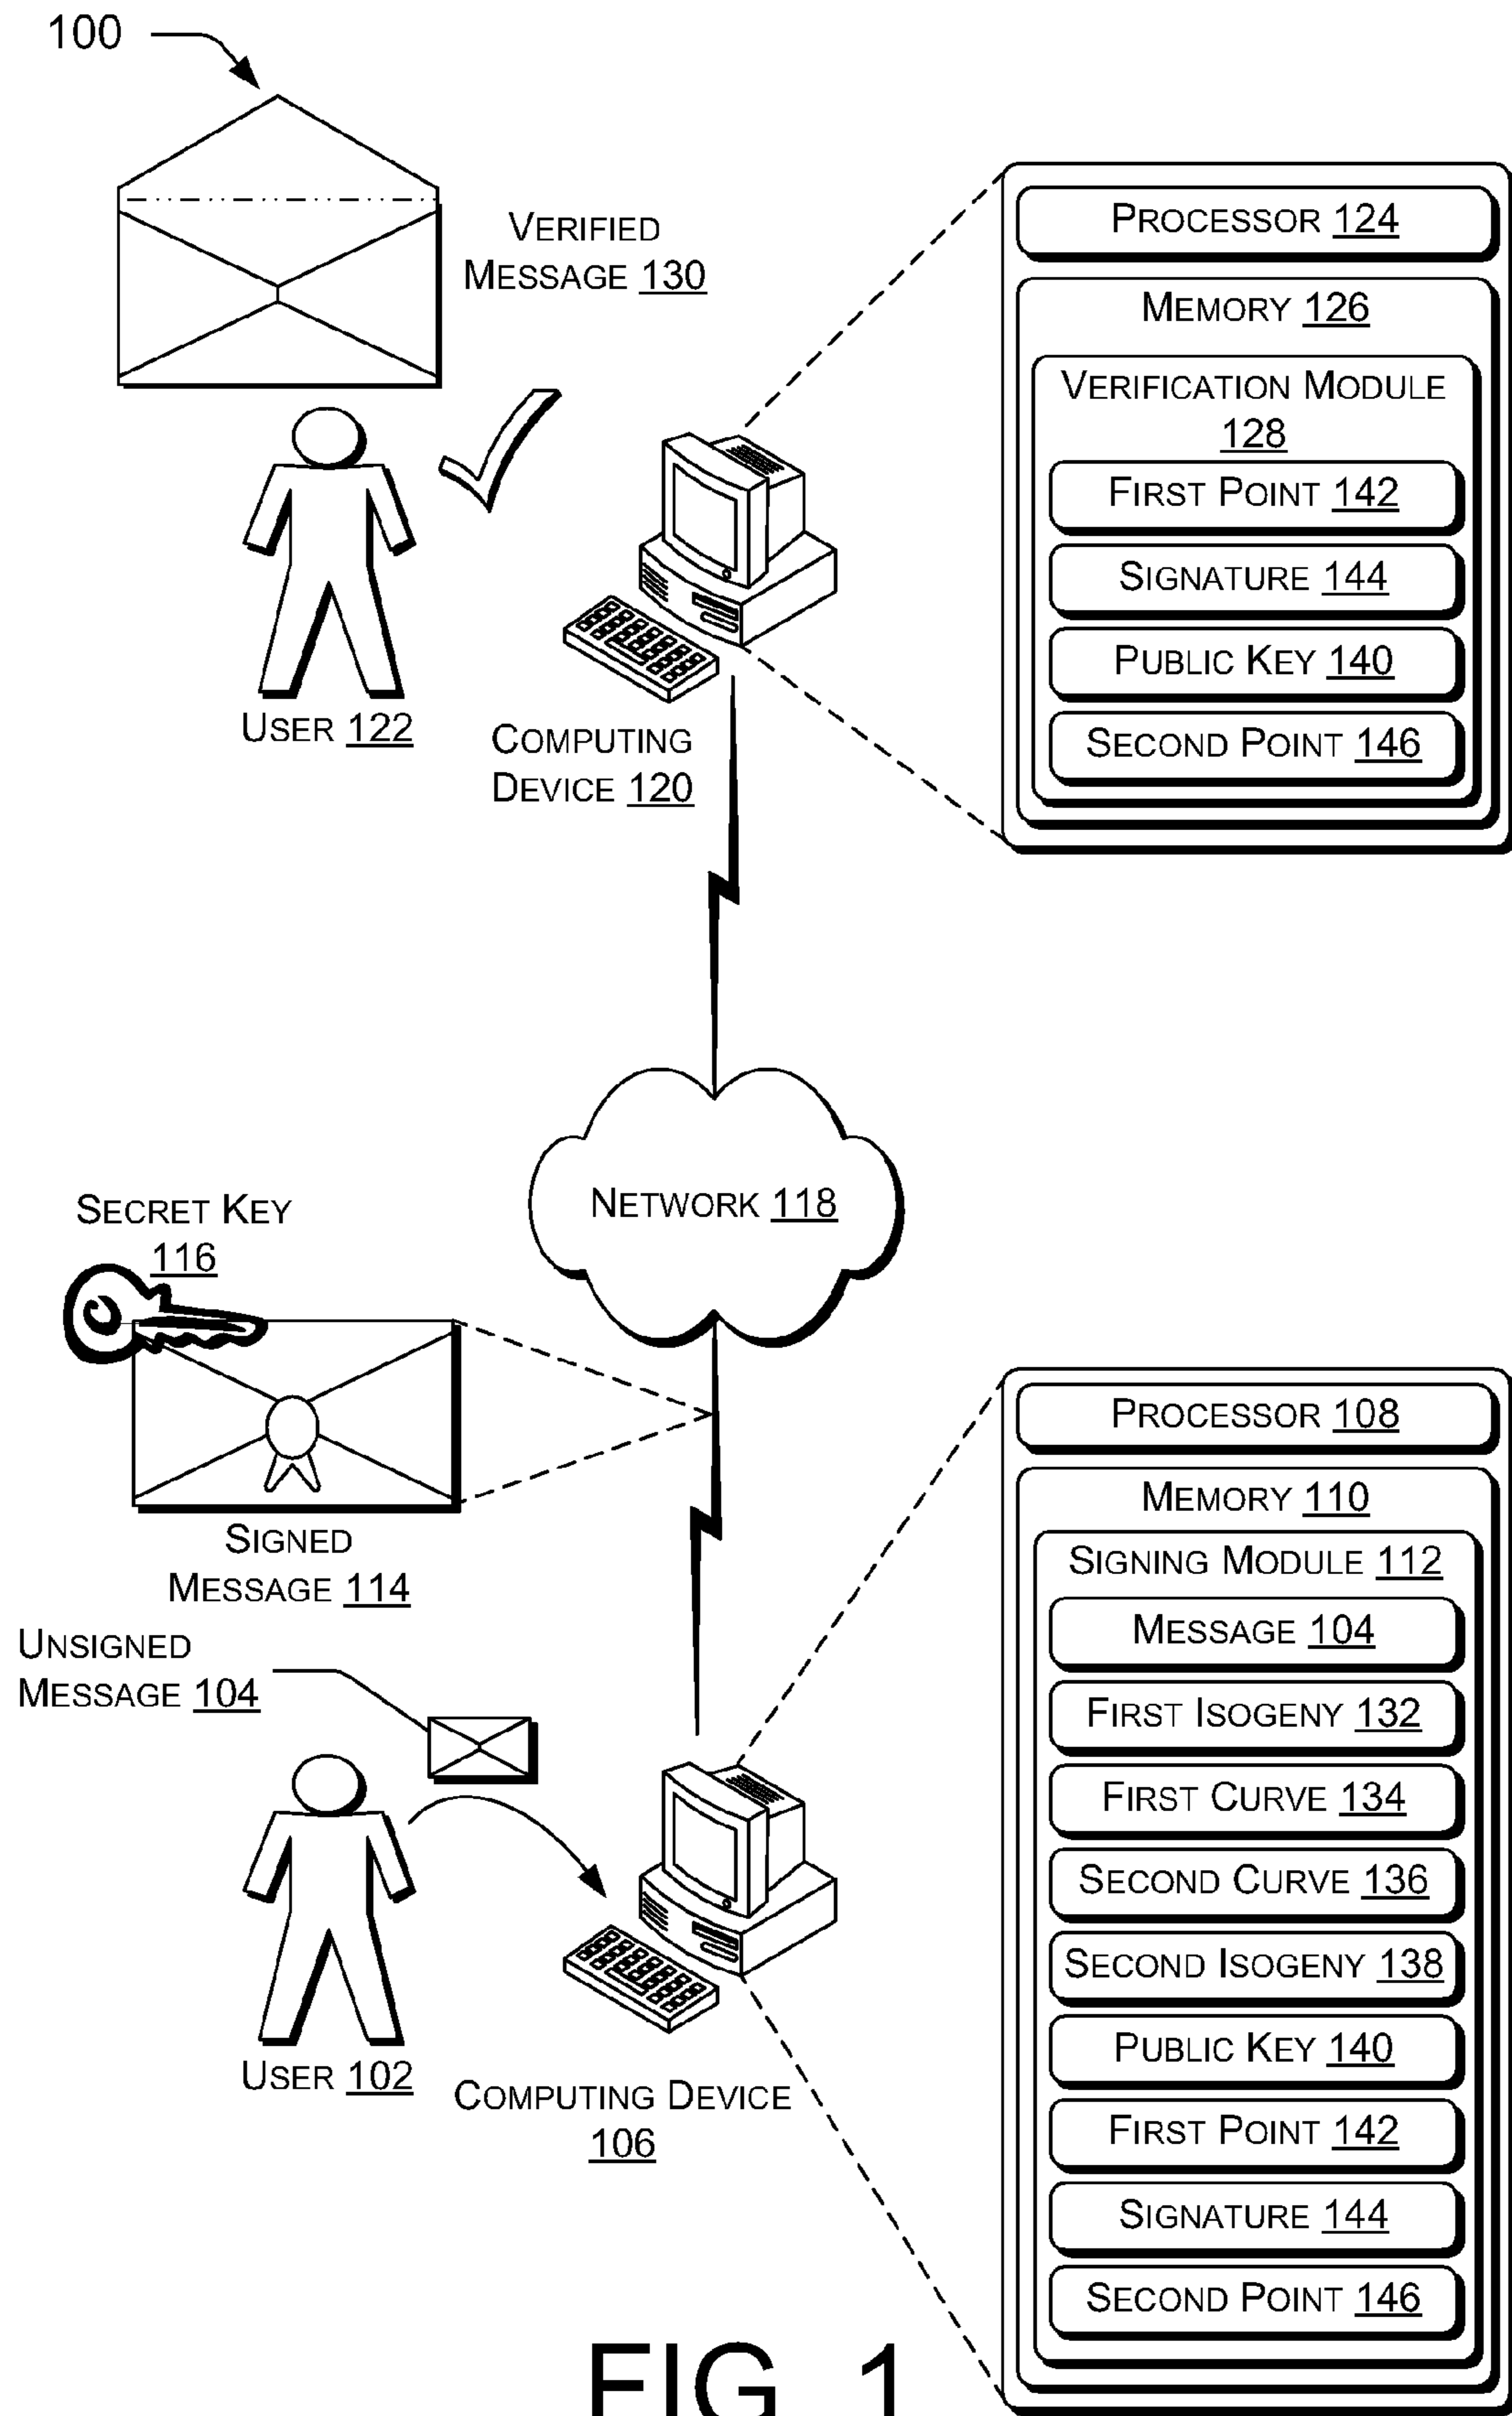 100
VERIFIED
MESSAGE 130
PROCESSOR 124
MEMORY 126
VERIFICATION MODULE
128
FIRST POINT 142
SIGNATURE 144
PUBLIC KEY 140
SECOND POINT 146
USER 122
COMPUTING
DEVICE 120
NETWORK 118
SECRET KEY
116
SIGNED
MESSAGE 114
UNSIGNED
MESSAGE 104
USER 102
COMPUTING DEVICE
106
PROCESSOR 108
MEMORY 110
SIGNING MODULE 112
MESSAGE 104
FIRST ISOGENY 132
FIRST CURVE 134
SECOND CURVE 136
SECOND ISOGENY 138
PUBLIC KEY 140
FIRST POINT 142
SIGNATURE 144
SECOND POINT 146
FIG. 1